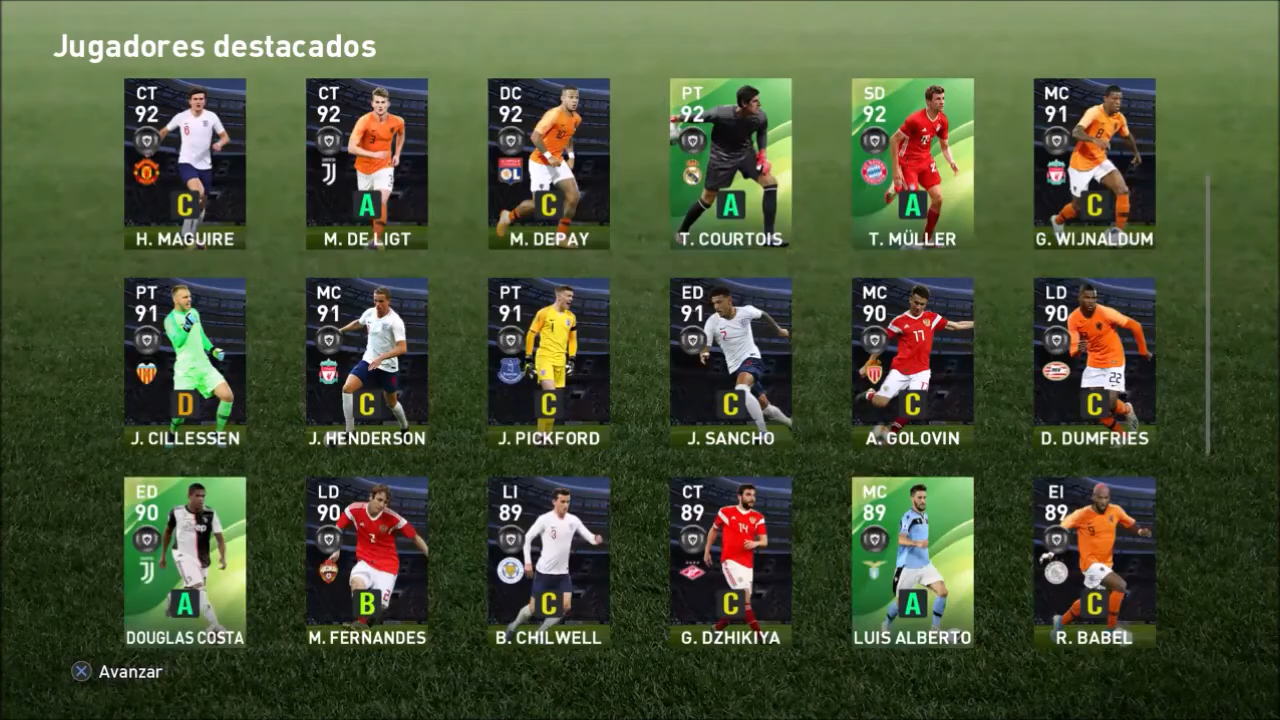 Jugadores destacados
CT CT DC PT SD MC
92 92 92 92 92 91
C A C A A C
H. MAGUIRE M. DE LIGT M. DEPAY T. COURTOIS T. MÜLLER G. WIJNALDUM
PT MC PT ED MC LD
91 91 91 91 90 90
D C C C C C
J. CILLESSEN J. HENDERSON J. PICKFORD J. SANCHO A. GOLOVIN D. DUMFRIES
ED LD LI CT MC EI
90 90 89 89 89 89
A B C C A C
DOUGLAS COSTA M. FERNANDES B. CHILWELL G. DZHIKIYA LUIS ALBERTO R. BABEL
Avanzar